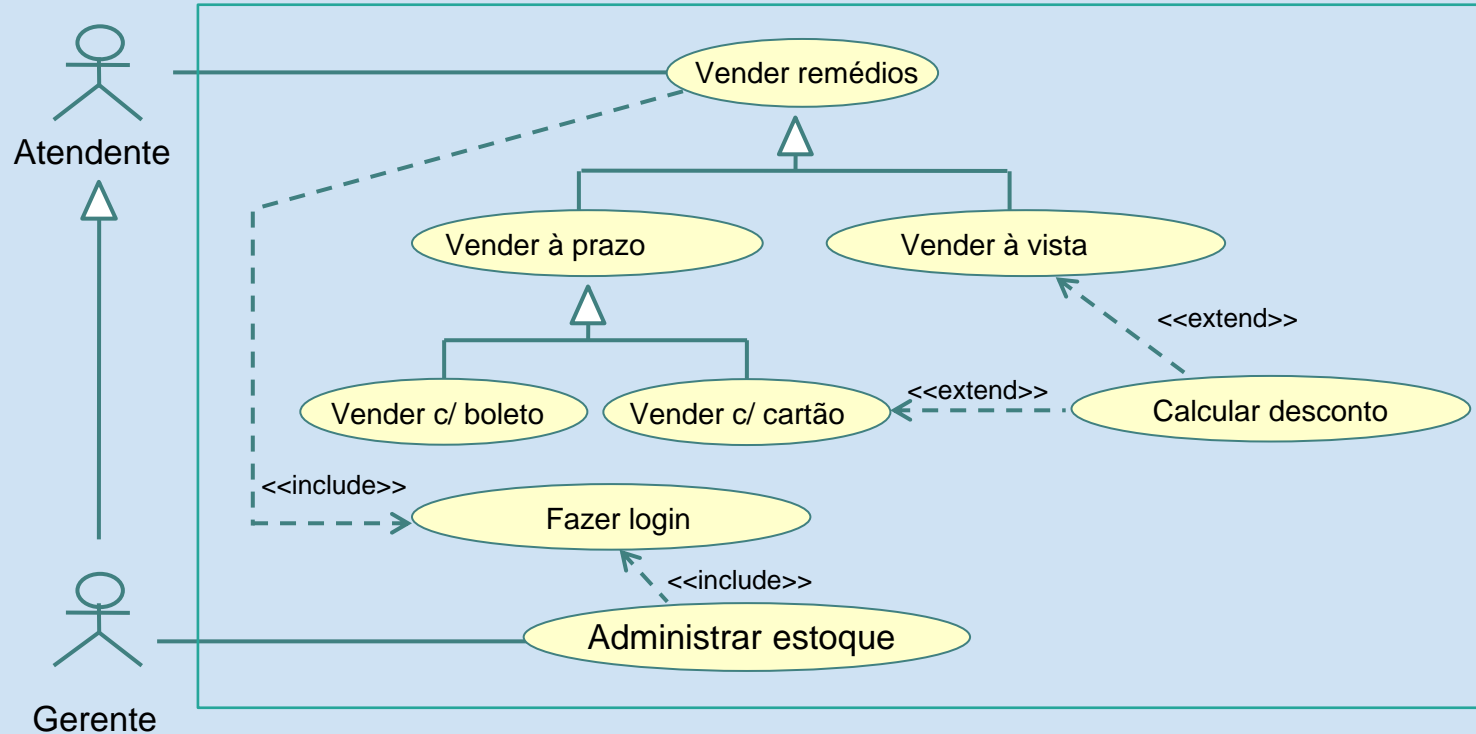 Vender remédios
Atendente
Vender à prazo
Vender à vista
<<extend>>
<<extend>>
Vender c/ boleto
Vender c/ cartão
Calcular desconto
<<include>>
Fazer login
<<include>>
Administrar estoque
Gerente